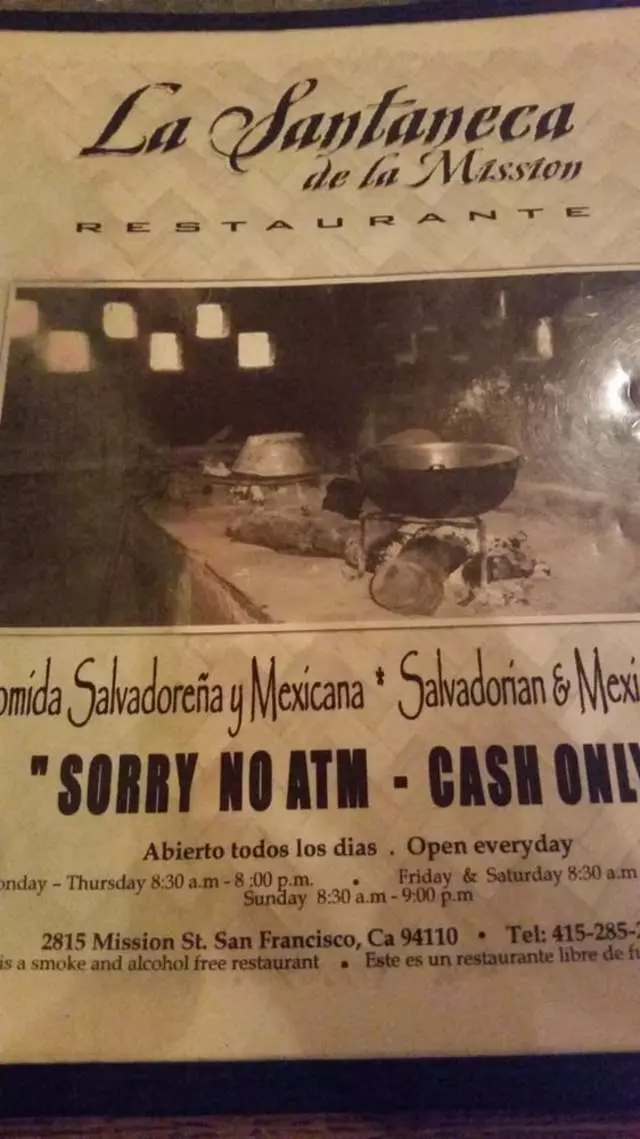 La Santaneca
de la Mission
RESTAURANTE
omida Salvadoreña y Mexicana * Salvadorian & Mexi
"SORRY NO ATM - CASH ONLY
Abierto todos los dias . Open everyday
onday – Thursday 8:30 a.m - 8 :00 p.m. • Friday & Saturday 8:30 a.m
Sunday 8:30 a.m - 9:00 p.m
2815 Mission St. San Francisco, Ca 94110 • Tel: 415-285-2
is a smoke and alcohol free restaurant • Este es un restaurante libre de fu